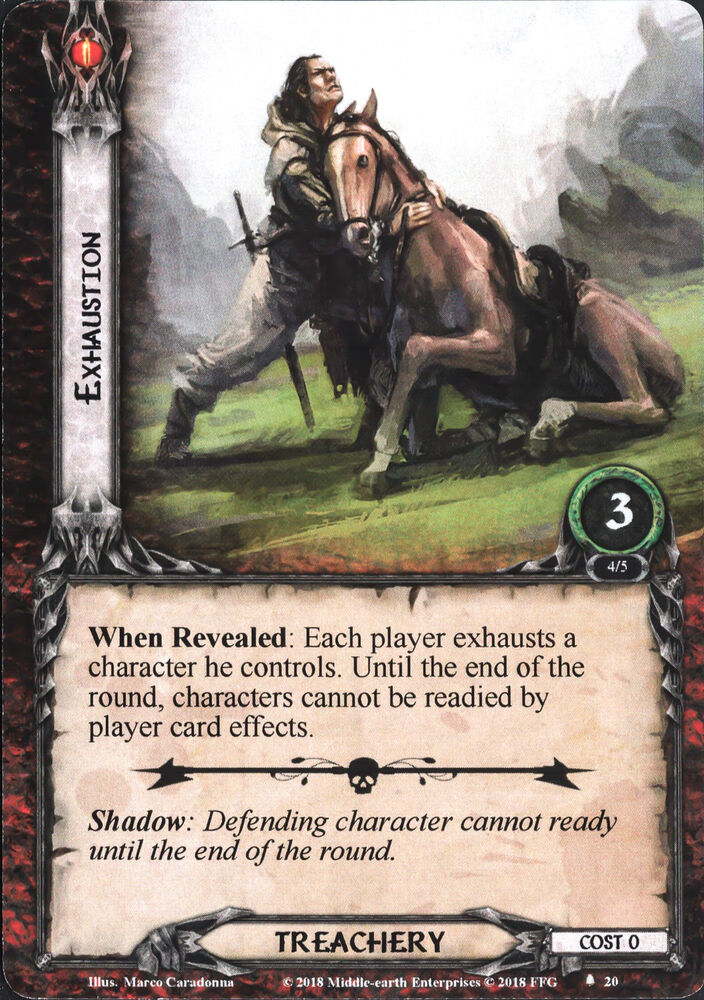 EXHAUSTION
3
4/5
When Revealed: Each player exhausts a
character he controls. Until the end of the
round, characters cannot be readied by
player card effects.
Shadow: Defending character cannot ready
until the end of the round.
TREACHERY
COST 0
Illus. Marco Caradonna © 2018 Middle-earth Enterprises © 2018 FFG 20